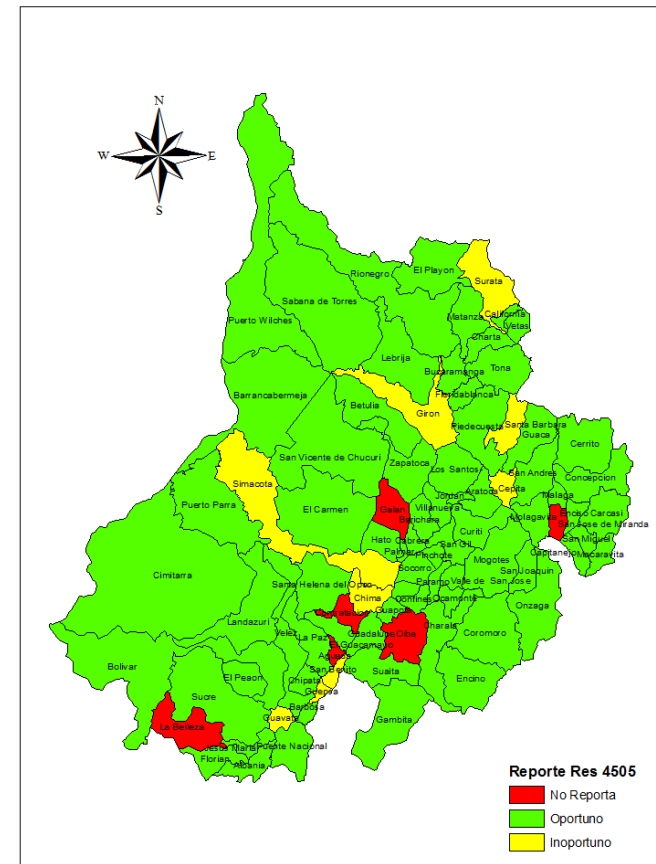 N
W E
S
El Playon
Surata
Rionegro
Sabana de Torres
California
Puerto Wilches
Matanza
Vetas
Charta
Lebrija
Bucaramanga
Tona
Barrancabermeja
Floridablanca
Betulia
Giron
Piedecuesta
Santa Barbara
Guaca
Cerrito
San Vicente de Chucuri
Zapatoca
Los Santos
San Andres
Concepcion
Simacota
Cepita
Aratoca
Malaga
Jordan
Puerto Parra
El Carmen
Galan
Villanueva
Enciso
Carcasi
Barichara
Molagavita
San Jose de Miranda
Curiti
Hato
Cabrera
San Gil
San Miguel
Palmar
Pinchote
Capitanejo
Macaravita
Mogotes
Cimitarra
Socorro
San Joaquin
Santa Helena del Opon
Paramo
Valle de San Jose
Chima
Confines
Ocamonte
Onzaga
Guapota
Landazuri
Charala
Velez
La Paz
Guadalupe
Oiba
Coromoro
El Guacamayo
Aguada
Bolivar
San Benito
Suaita
El Peaon
Chipata
Encino
Sucre
Guepsa
Barbosa
Guavata
Gambita
La Belleza
Jesus Maria
Puente Nacional
Florian
Albania
Reporte Res 4505
No Reporta
Oportuno
Inoportuno